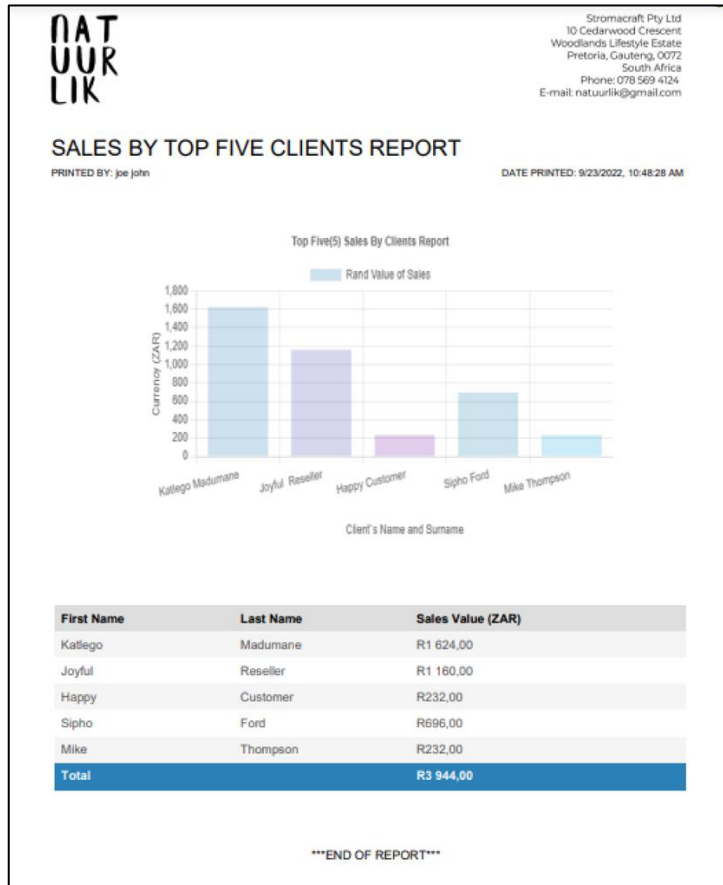 NAT
UUR
LIK
Stromacraft Pty Ltd
10 Cedarwood Crescent
Woodlands Lifestyle Estate
Pretoria, Gauteng, 0072
South Africa
Phone: 078 569 4124
E-mail: natuurlik@gmail.com
SALES BY TOP FIVE CLIENTS REPORT
PRINTED BY: joe john DATE PRINTED: 9/23/2022, 10:48:28 AM
Top Five(5) Sales By Clients Report
Rand Value of Sales
Currency (ZAR)
1,800
1,600
1,400
1,200
1,000
800
600
400
200
0
Katlego Madumane Joyful Reseller Happy Customer Sipho Ford Mike Thompson
Client's Name and Surname
First Name Last Name Sales Value (ZAR)
Katlego Madumane R1 624,00
Joyful Reseller R1 160,00
Happy Customer R232,00
Sipho Ford R696,00
Mike Thompson R232,00
Total R3 944,00
***END OF REPORT***